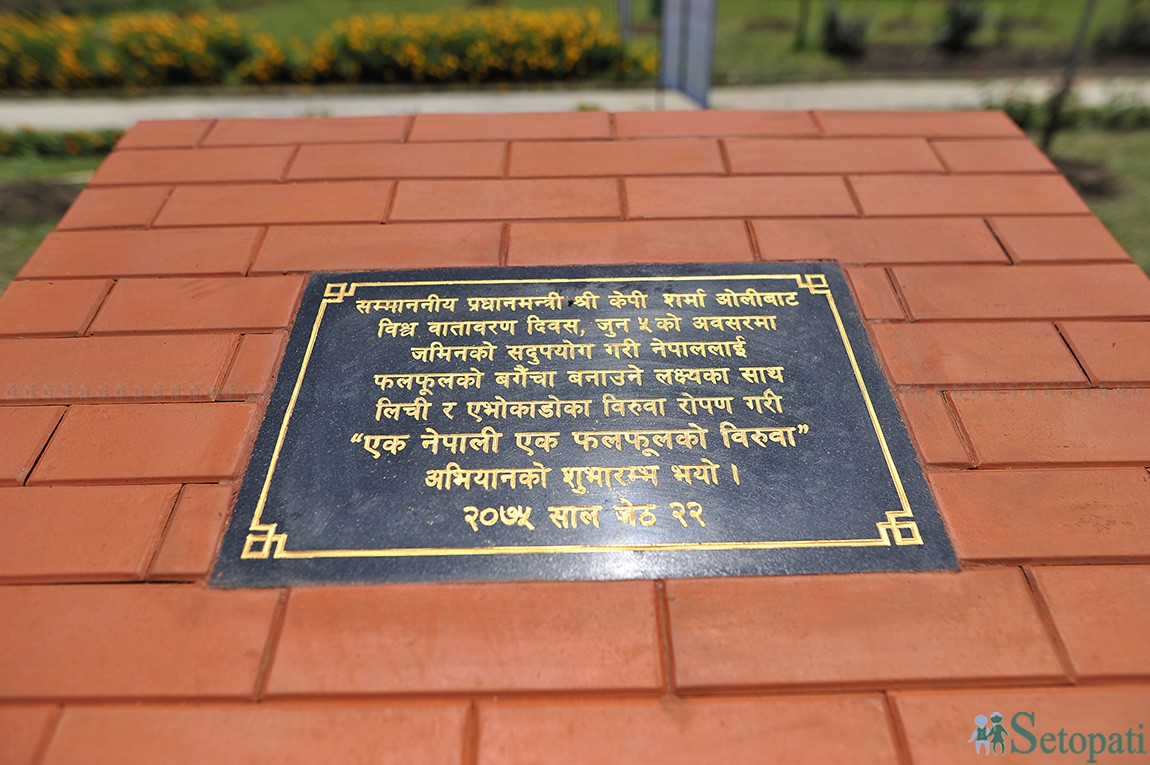 सम्माननीय प्रधानमन्त्री श्री केपी शर्मा ओलीबाट
विश्व वातावरण दिवस, जुन ५ को अवसरमा
जमिनको सदुपयोग गरी नेपाललाई
फलफूलको बगैंचा बनाउने लक्ष्यका साथ
लिची र एभोकाडोका विरुवा रोपण गरी
“एक नेपाली एक फलफूलको विरुवा”
अभियानको शुभारम्भ भयो ।
२०७५ साल जेठ २२
Setopati